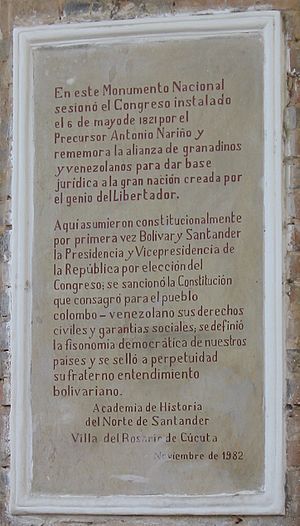 En este Monumento Nacional
sesionó el Congreso instalado
el 6 de mayo de 1821 por el
Precursor Antonio Nariño y
rememora la alianza de granadinos
y venezolanos para dar base
jurídica a la gran nación creada por
el genio del Libertador.
Aqui asumieron constitucionalmente
por primera vez Bolivar y Santander
la Presidencia y Vicepresidencia de
la República por elección del
Congreso; se sancionó la Constitución
que consagró para el pueblo
colombo-venezolano sus derechos
civiles y garantias sociales; se definió
la fisonomia democrática de nuestros
paises y se selló a perpetuidad
su fraterno entendimiento
bolivariano.
Academia de Historia
del Norte de Santander
Villa del Rosario de Cúcuta
Noviembre de 1982